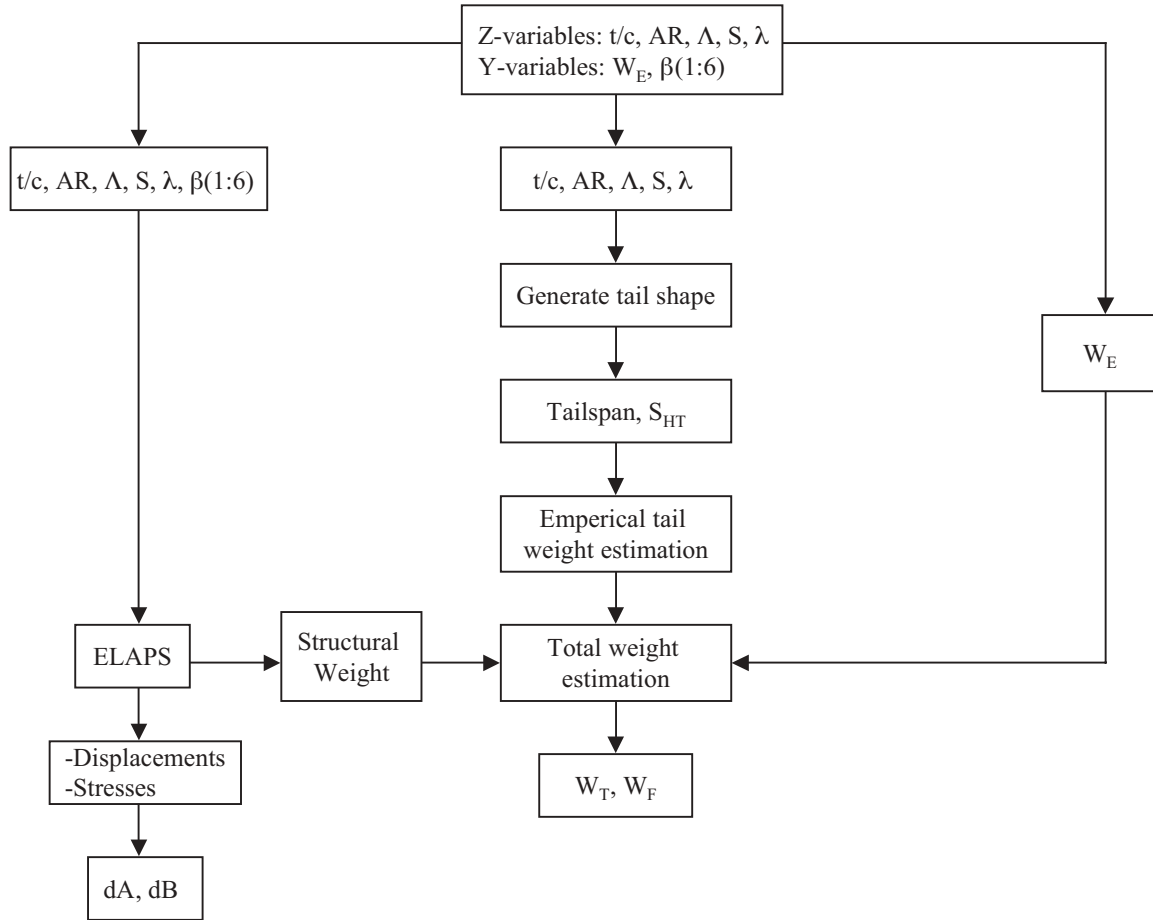 Z-variables: t/c, AR, Λ, S, λ
Y-variables: W_E, β(1:6)
t/c, AR, Λ, S, λ, β(1:6)
t/c, AR, Λ, S, λ
Generate tail shape
W_E
Tailspan, S_HT
Emperical tail
weight estimation
ELAPS
Structural
Weight
Total weight
estimation
-Displacements
-Stresses
W_T, W_F
dA, dB